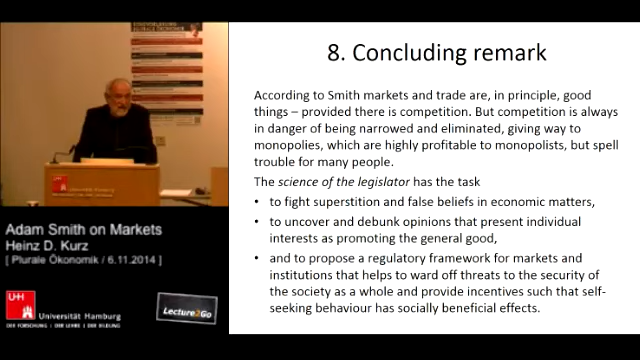 8. Concluding remark
According to Smith markets and trade are, in principle, good
things – provided there is competition. But competition is always
in danger of being narrowed and eliminated, giving way to
monopolies, which are highly profitable to monopolists, but spell
trouble for many people.
The science of the legislator has the task
• to fight superstition and false beliefs in economic matters,
• to uncover and debunk opinions that present individual
interests as promoting the general good,
• and to propose a regulatory framework for markets and
institutions that helps to ward off threats to the security of
the society as a whole and provide incentives such that self-
seeking behaviour has socially beneficial effects.
Adam Smith on Markets
Heinz D. Kurz
[ Plurale Ökonomik / 6.11.2014 ]
UH
Universität Hamburg
DER FORSCHUNG | DER LEHRE | DER BILDUNG
Lecture2Go